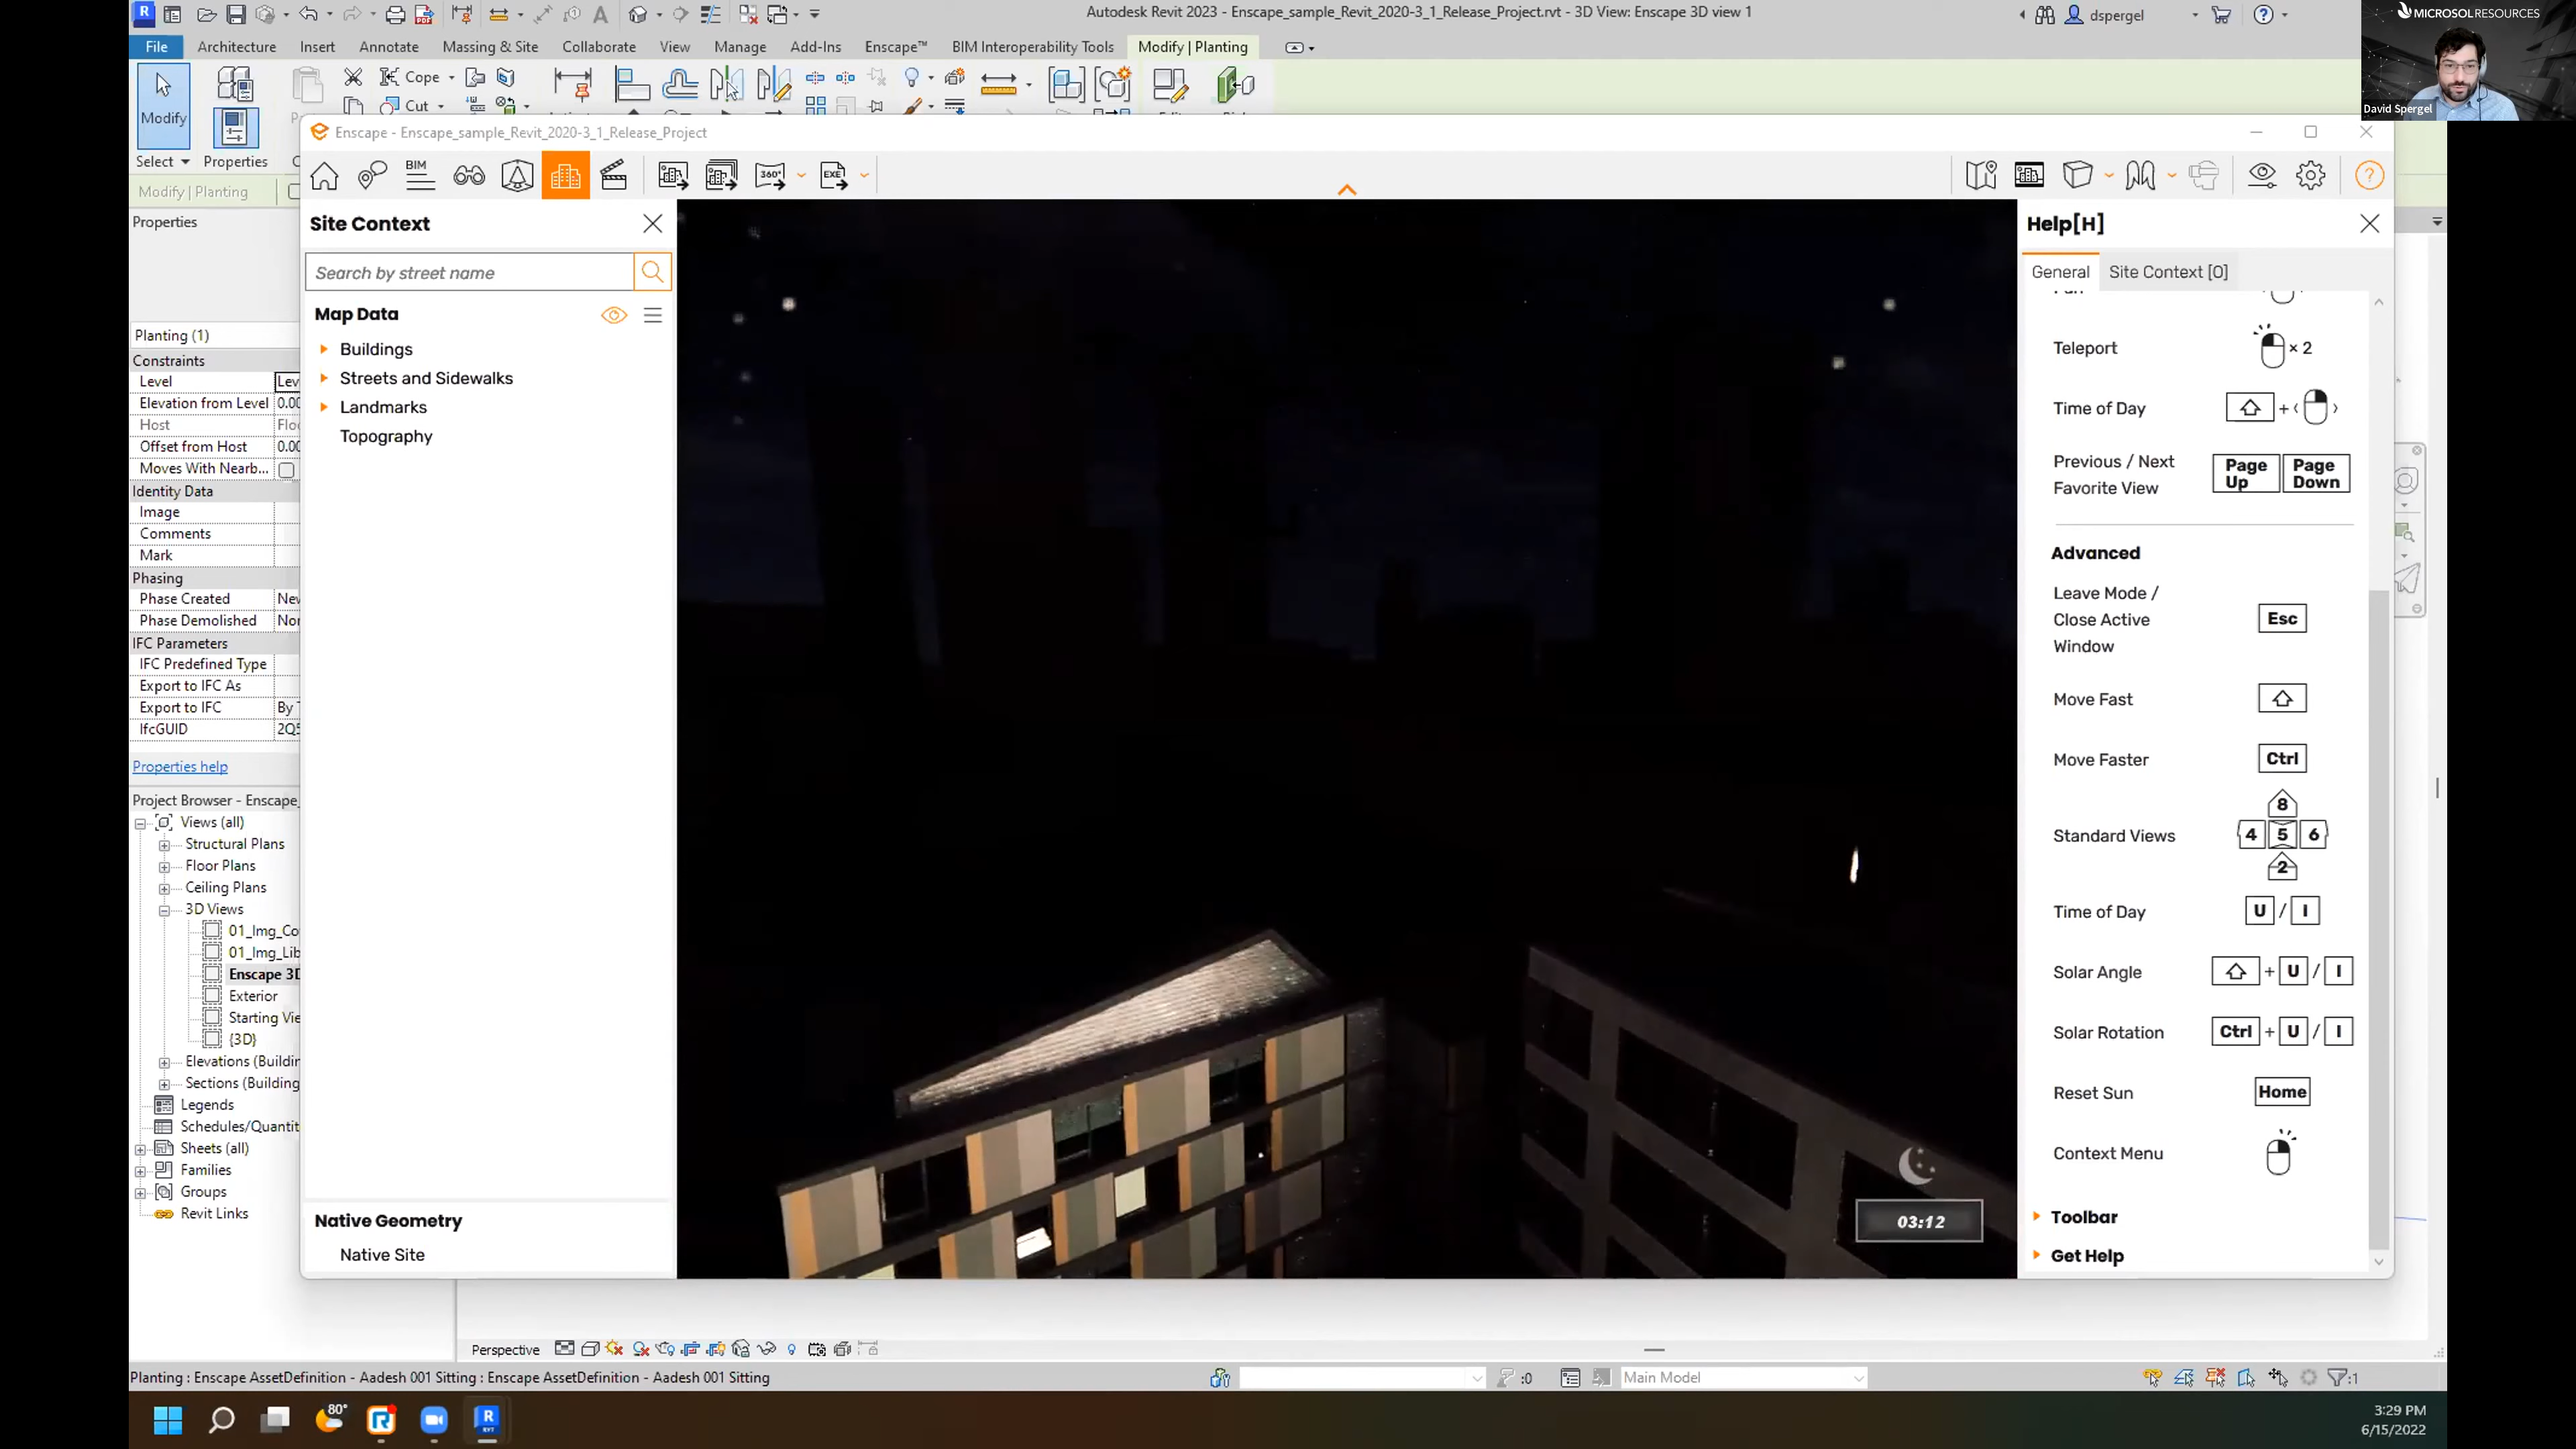 Autodesk Revit 2023 - Enscape_sample_Revit_2020-3_1_Release_Project.rvt - 3D View: Enscape 3D view 1
dspergel
MICROSOL RESOURCES
David Spergel
File Architecture Insert Annotate Massing & Site Collaborate View Manage Add-Ins Enscape™ BIM Interoperability Tools Modify | Planting
Modify
Cope
Cut
Select Properties
Modify | Planting
Enscape - Enscape_sample_Revit_2020-3_1_Release_Project
BIM
360°
EXE
Properties
Planting (1)
Constraints
Level
Elevation from Level 0.00
Host
Offset from Host 0.00
Moves With Nearb...
Identity Data
Image
Comments
Mark
Phasing
Phase Created
Phase Demolished
IFC Parameters
IFC Predefined Type
Export to IFC As
Export to IFC By
IfcGUID
Properties help
Project Browser - Enscape_
Views (all)
Structural Plans
Floor Plans
Ceiling Plans
3D Views
01_Img_Co
01_Img_Lib
Enscape 3D
Exterior
Starting Vie
{3D}
Elevations (Buildin
Sections (Building
Legends
Schedules/Quantit
Sheets (all)
Families
Groups
Revit Links
Site Context
Search by street name
Map Data
Buildings
Streets and Sidewalks
Landmarks
Topography
Native Geometry
Native Site
03:12
Help[H]
General Site Context [O]
Teleport × 2
Time of Day +
Previous / Next
Favorite View
Page Up Page Down
Advanced
Leave Mode /
Close Active
Window
Esc
Move Fast
Move Faster Ctrl
Standard Views 8 4 5 6 2
Time of Day U / I
Solar Angle + U / I
Solar Rotation Ctrl + U / I
Reset Sun Home
Context Menu
Toolbar
Get Help
Perspective
Planting : Enscape AssetDefinition - Aadesh 001 Sitting : Enscape AssetDefinition - Aadesh 001 Sitting
:0
Main Model
:1
80°
R
RVT
3:29 PM
6/15/2022